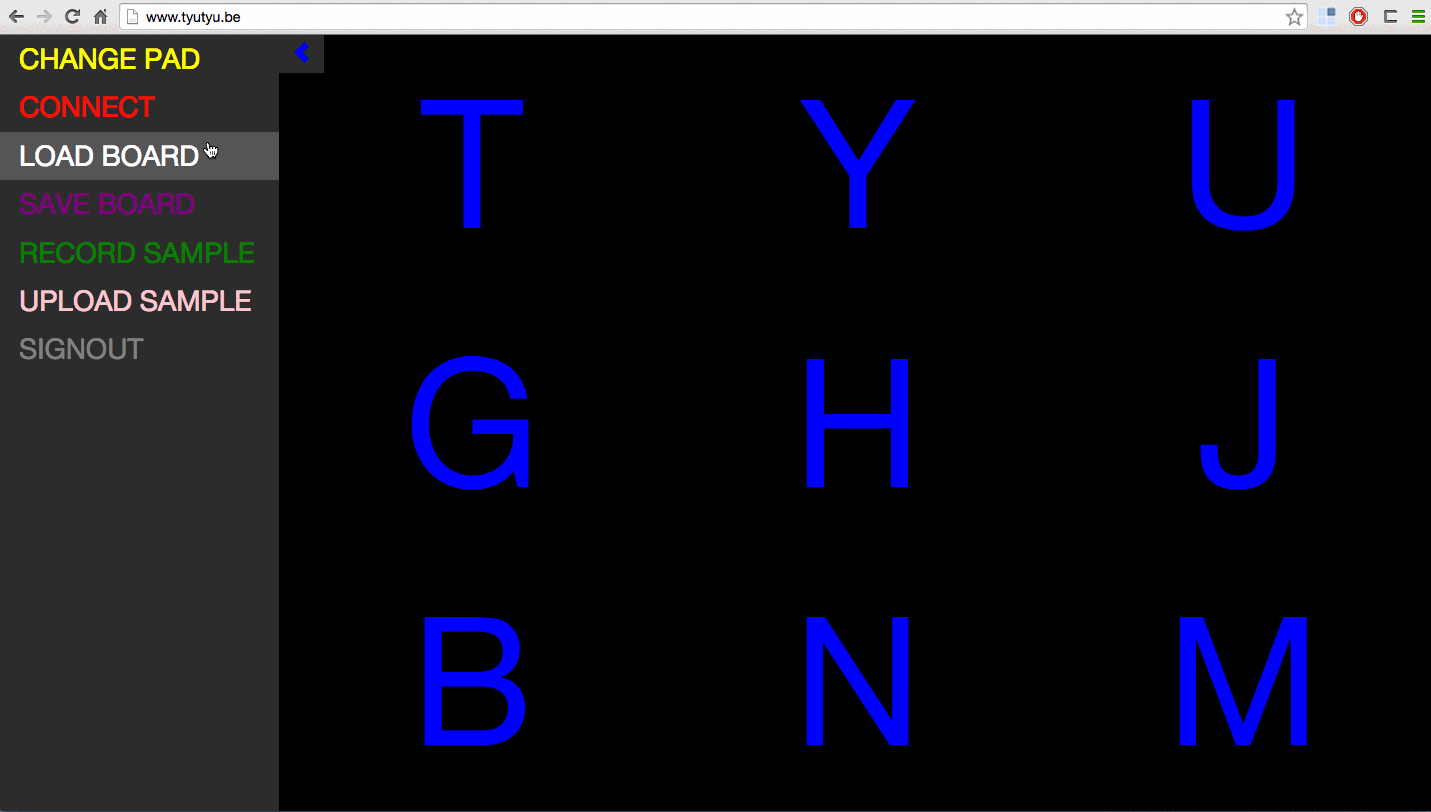 www.tyutyu.be
CHANGE PAD
CONNECT
LOAD BOARD
SAVE BOARD
RECORD SAMPLE
UPLOAD SAMPLE
SIGNOUT
T Y U
G H J
B N M